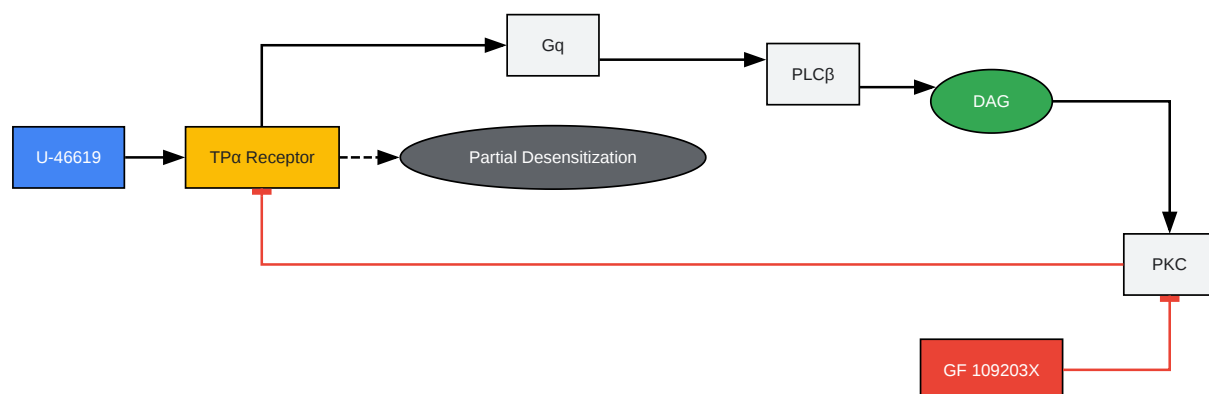 Gq
PLCβ
DAG
U-46619
TPα Receptor
Partial Desensitization
PKC
GF 109203X